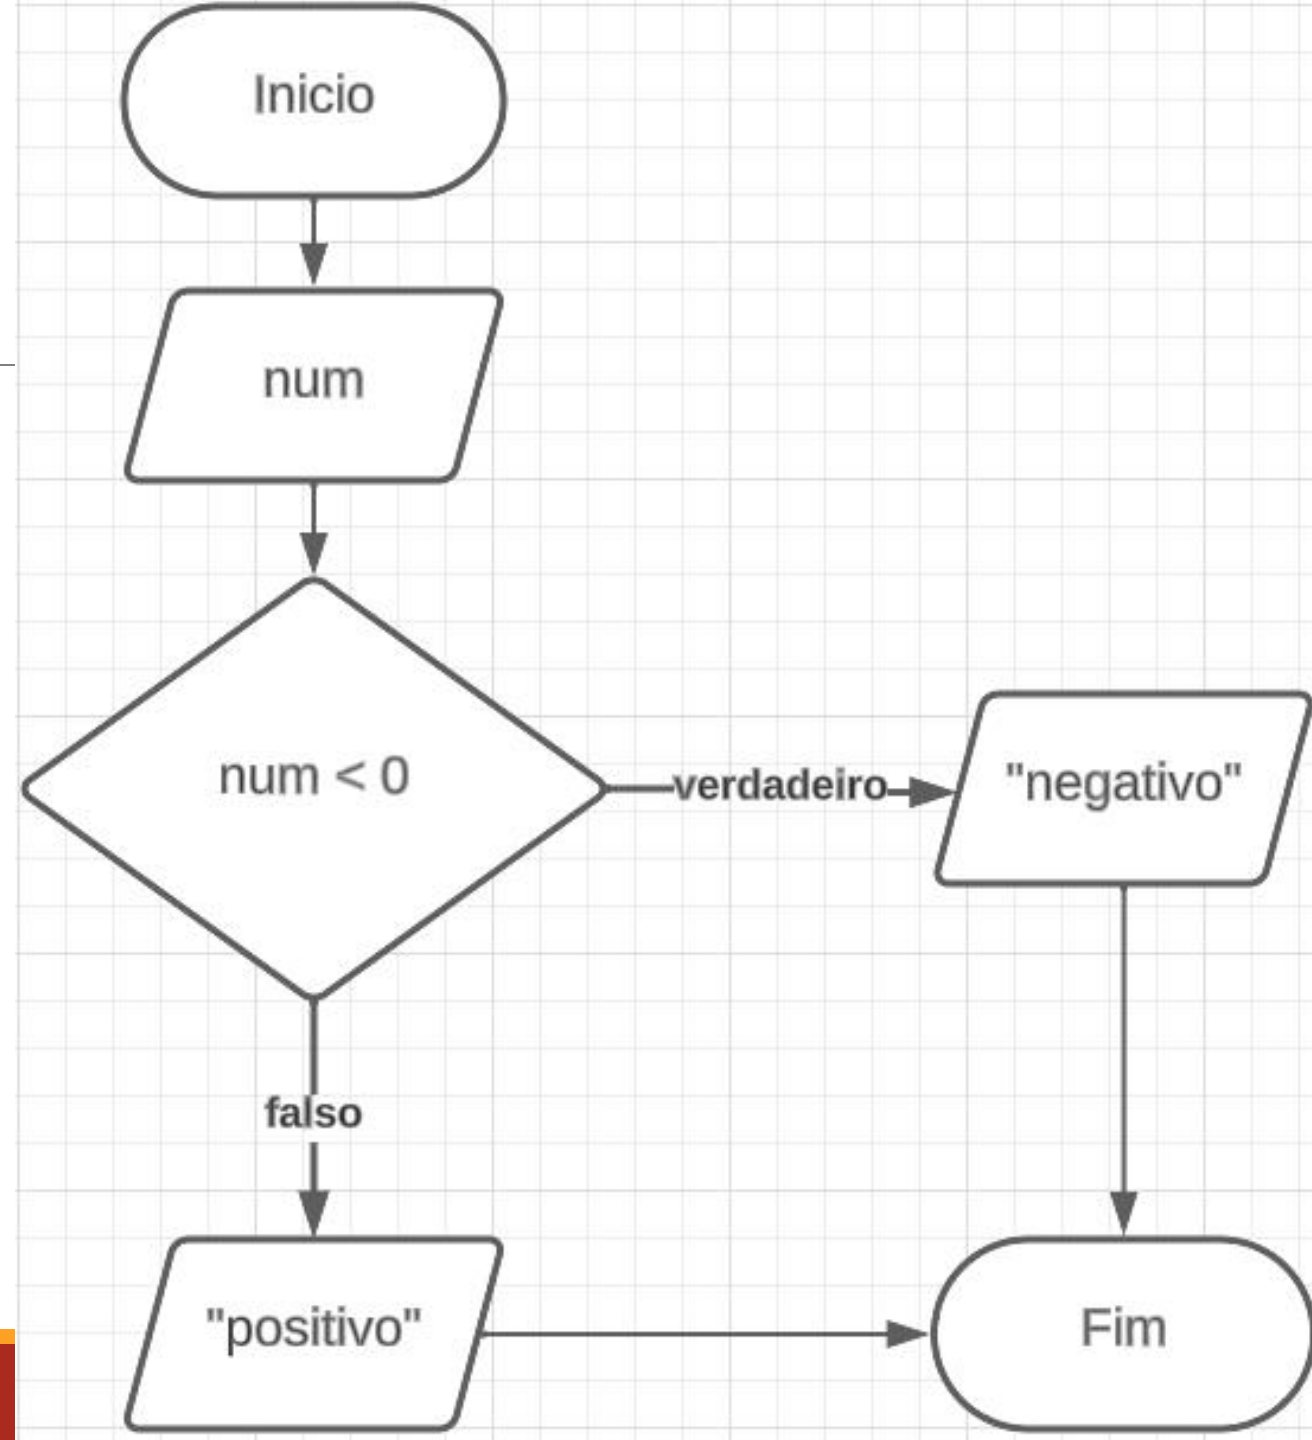 Inicio
num
num < 0
verdadeiro
"negativo"
falso
"positivo"
Fim